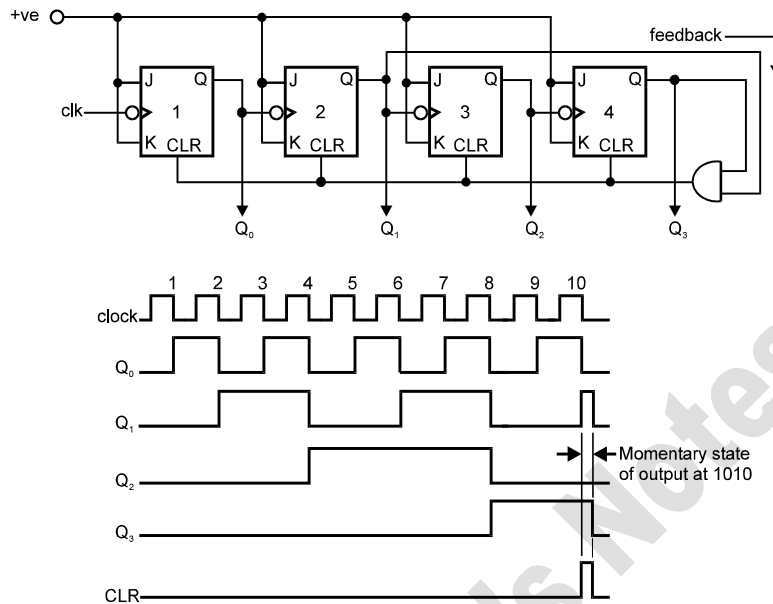 +ve
feedback
J Q J Q J Q J Q
clk 1 2 3 4
K CLR K CLR K CLR K CLR
Q₀ Q₁ Q₂ Q₃
1 2 3 4 5 6 7 8 9 10
clock
Q₀
Q₁
Momentary state
of output at 1010
Q₂
Q₃
CLR
's Notes